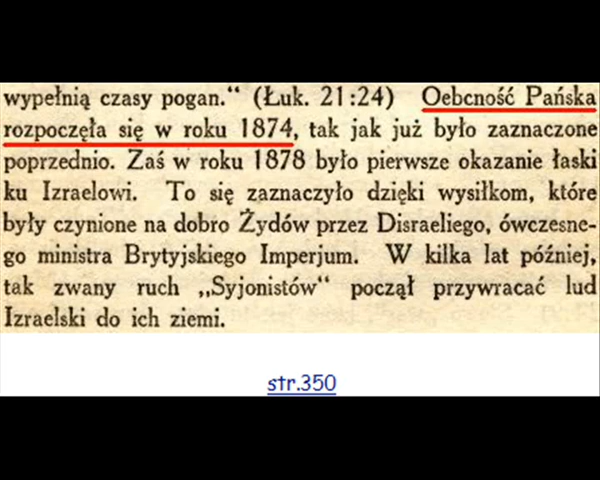 wypełnią czasy pogan.“ (Łuk. 21:24) Oebcność Pańska
rozpoczęła się w roku 1874, tak jak już było zaznaczone
poprzednio. Zaś w roku 1878 było pierwsze okazanie łaski
ku Izraelowi. To się zaznaczyło dzięki wysiłkom, które
były czynione na dobro Żydów przez Disraeliego, ówczesne-
go ministra Brytyjskiego Imperjum. W kilka lat później,
tak zwany ruch „Syjonistów“ począł przywracać lud
Izraelski do ich ziemi.
str.350